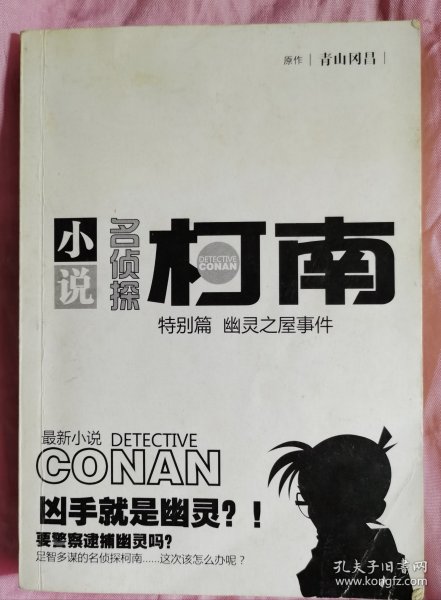 原作 | 青山冈昌 |
小说
名侦探
柯南
DETECTIVE
CONAN
特别篇 幽灵之屋事件
最新小说 DETECTIVE
CONAN
凶手就是幽灵?!
要警察逮捕幽灵吗?
足智多谋的名侦探柯南……这次该怎么办呢?
孔夫子旧书网
www.kongfz.com